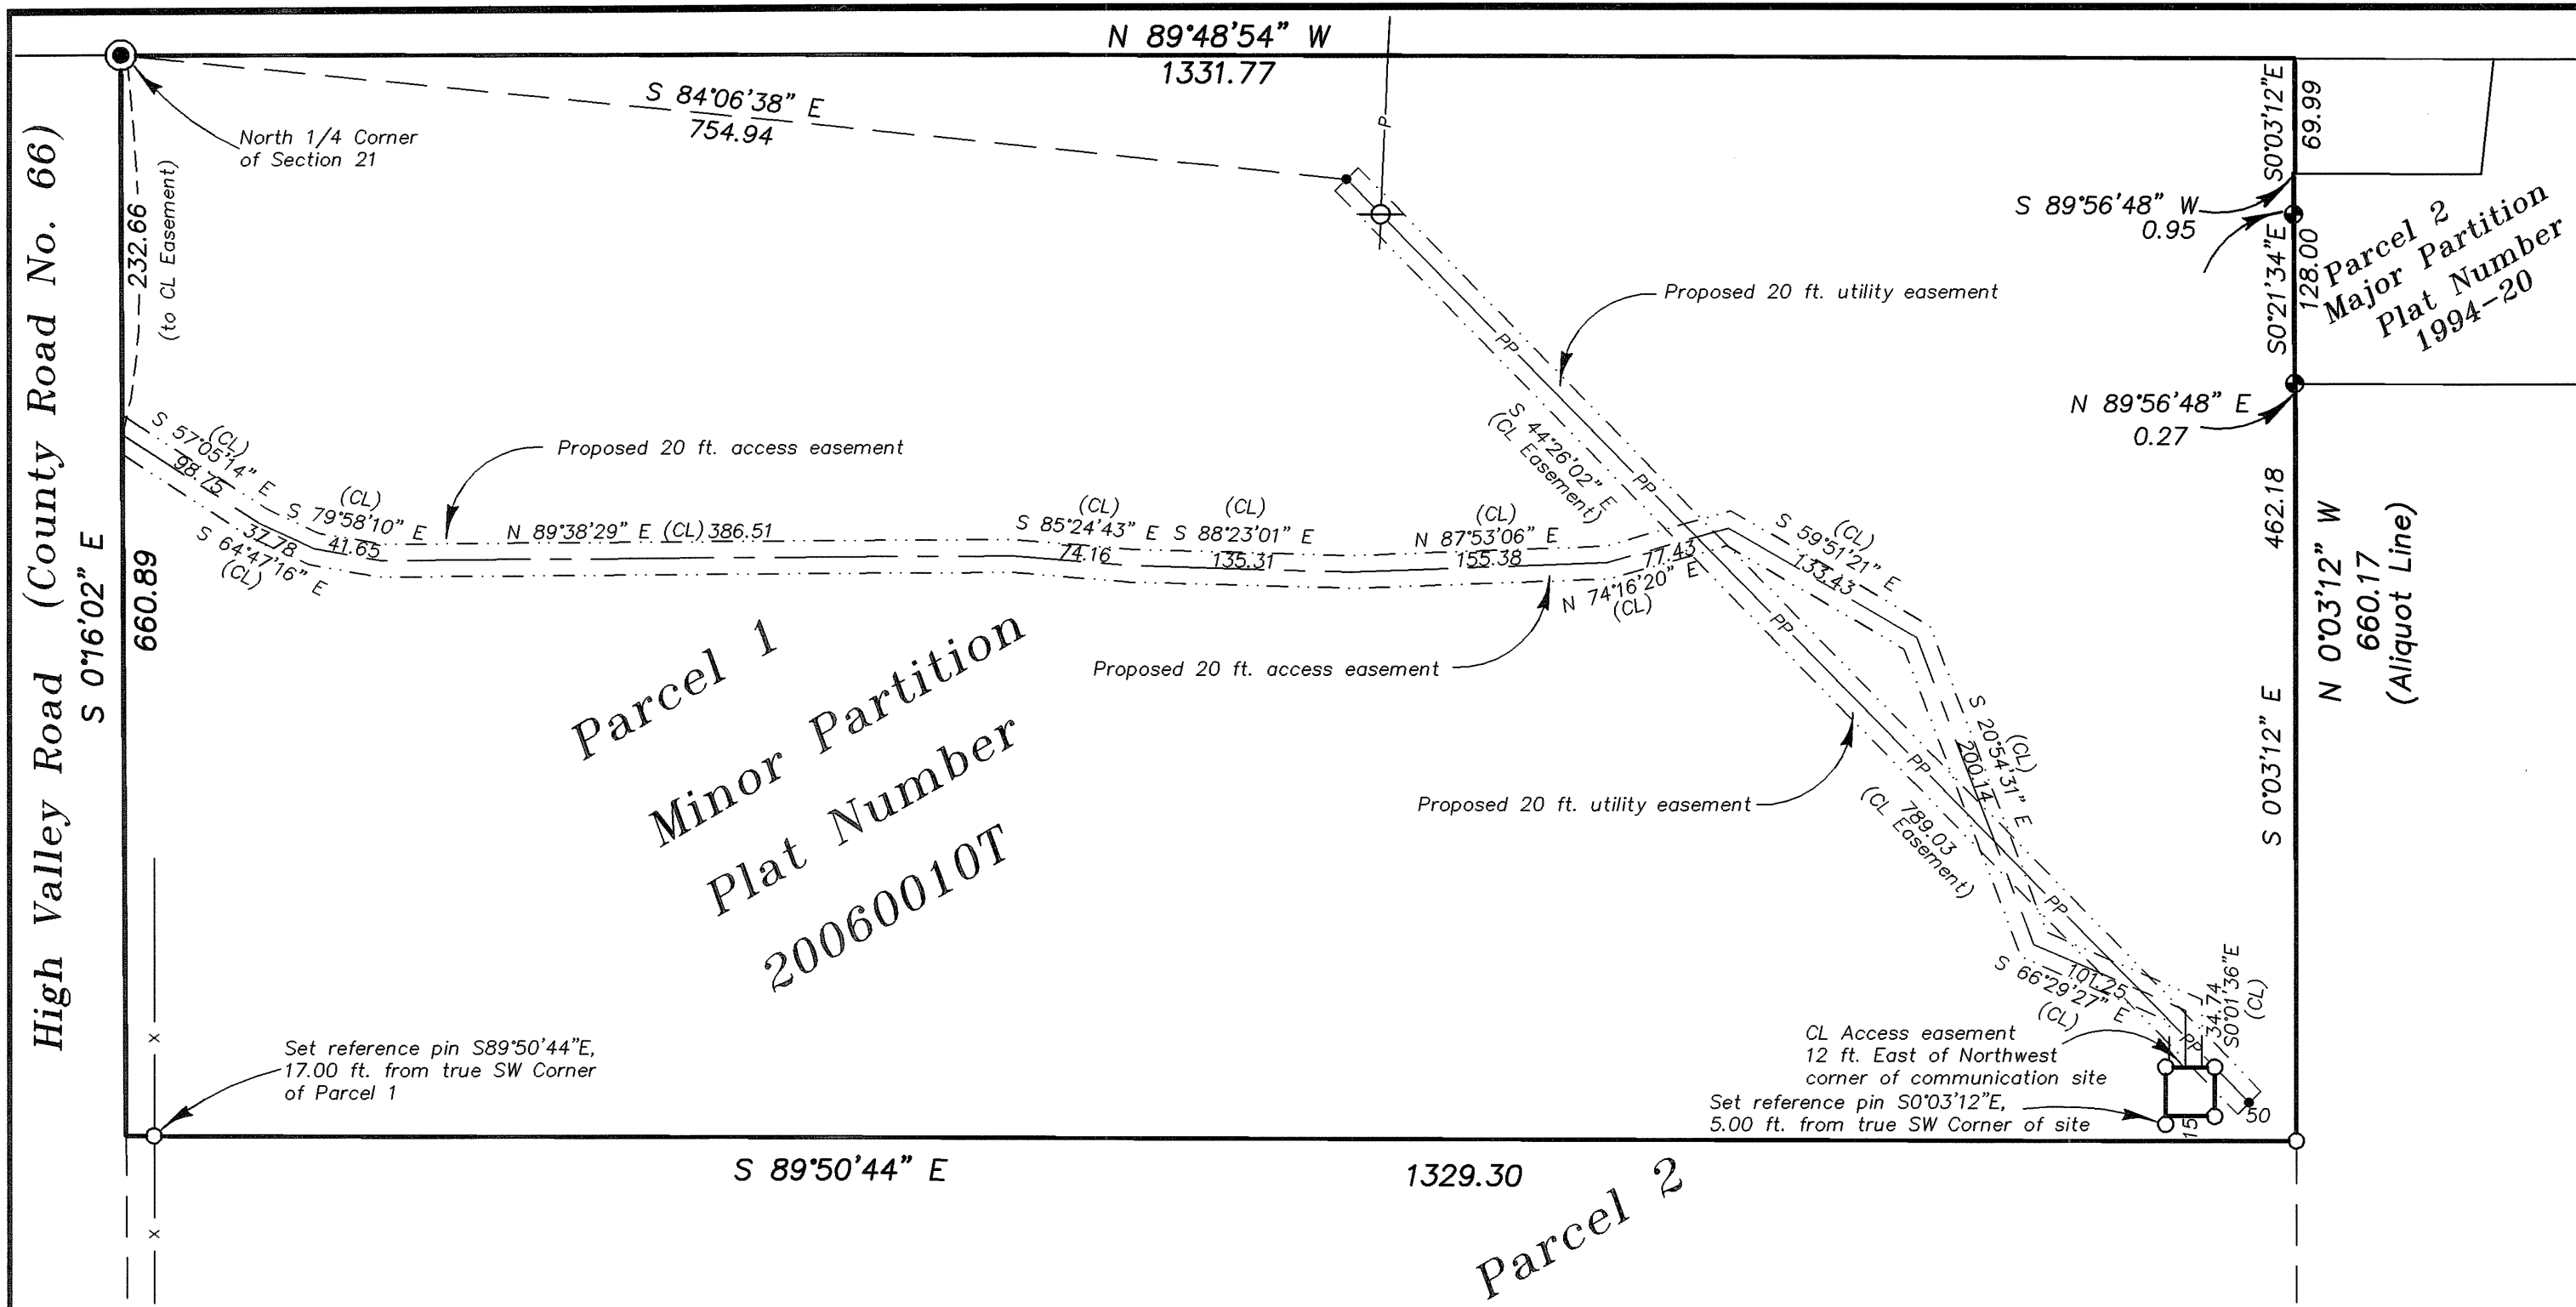 N 89°48'54" W
1331.77
S 84°06'38" E
754.94
P
North 1/4 Corner
of Section 21
232.66
(to CL Easement)
High Valley Road (County Road No. 66)
S 0°16'02" E
660.89
S0°03'12"E
69.99
S 89°56'48" W
0.95
S0°21'34"E
128.00
Parcel 2
Major Partition
Plat Number
1994-20
N 89°56'48" E
0.27
462.18
S 0°03'12" E
N 0°03'12" W
660.17
(Aliquot Line)
Proposed 20 ft. utility easement
PP
S 44°26'02" E
(CL Easement)
PP
(CL)
S 57°05'14" E
98.75
Proposed 20 ft. access easement
(CL)
S 79°58'10" E
41.65
37.78
S 64°47'16" E
(CL)
N 89°38'29" E (CL) 386.51
(CL)
S 85°24'43" E
74.16
(CL)
S 88°23'01" E
135.31
(CL)
N 87°53'06" E
155.38
77.43
N 74°16'20" E
(CL)
(CL)
S 59°51'21" E
133.43
PP
Proposed 20 ft. access easement
Parcel 1
Minor Partition
Plat Number
20060010T
(CL)
S 20°54'31" E
200.14
PP
Proposed 20 ft. utility easement
789.03
(CL Easement)
PP
101.25
S 66°29'27" E
(CL)
34.74
S0°01'36"E
(CL)
PP
CL Access easement
12 ft. East of Northwest
corner of communication site
Set reference pin S0°03'12"E,
5.00 ft. from true SW Corner of site
50
15
x
Set reference pin S89°50'44"E,
17.00 ft. from true SW Corner
of Parcel 1
x
S 89°50'44" E
1329.30
Parcel 2